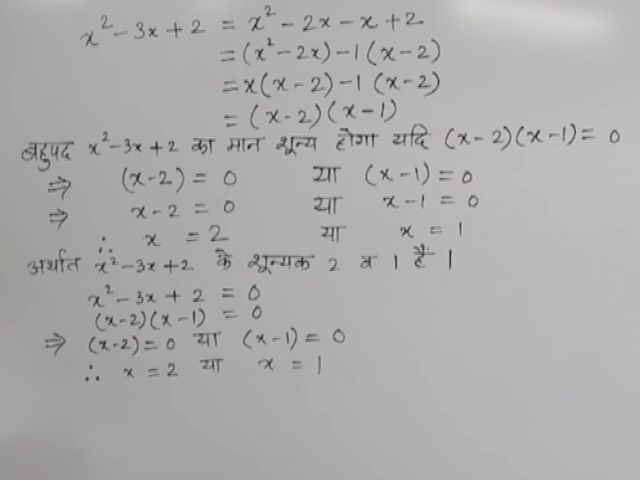 x² - 3x + 2 = x² - 2x - x + 2
= (x² - 2x) - 1 (x - 2)
= x(x - 2) - 1 (x - 2)
= (x - 2) (x - 1)
बहुपद x² - 3x + 2 का मान शून्य होगा यदि (x - 2) (x - 1) = 0
⇒ (x - 2) = 0 या (x - 1) = 0
⇒ x - 2 = 0 या x - 1 = 0
∴ x = 2 या x = 1
अर्थात x² - 3x + 2 के शून्यक 2 व 1 हैं |
x² - 3x + 2 = 0
(x - 2) (x - 1) = 0
⇒ (x - 2) = 0 या (x - 1) = 0
∴ x = 2 या x = 1